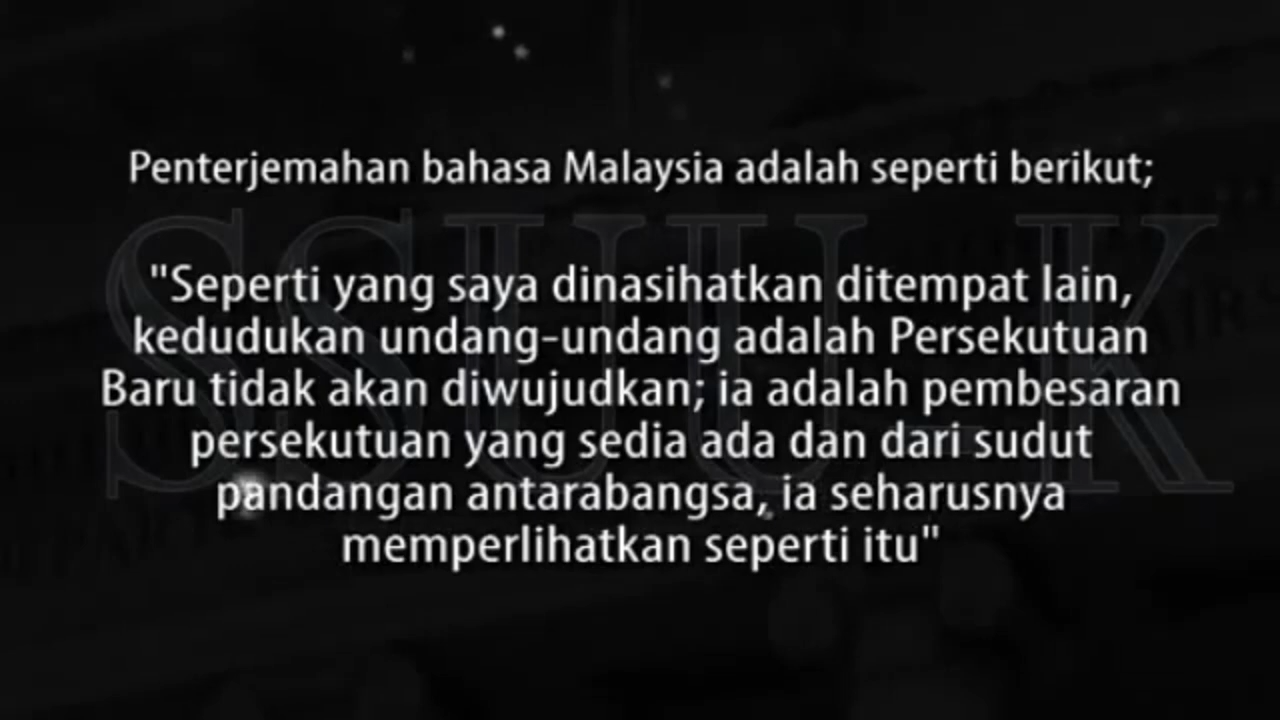 Penterjemahan bahasa Malaysia adalah seperti berikut;
"Seperti yang saya dinasihatkan ditempat lain,
kedudukan undang-undang adalah Persekutuan
Baru tidak akan diwujudkan; ia adalah pembesaran
persekutuan yang sedia ada dan dari sudut
pandangan antarabangsa, ia seharusnya
memperlihatkan seperti itu"
SSUU_K